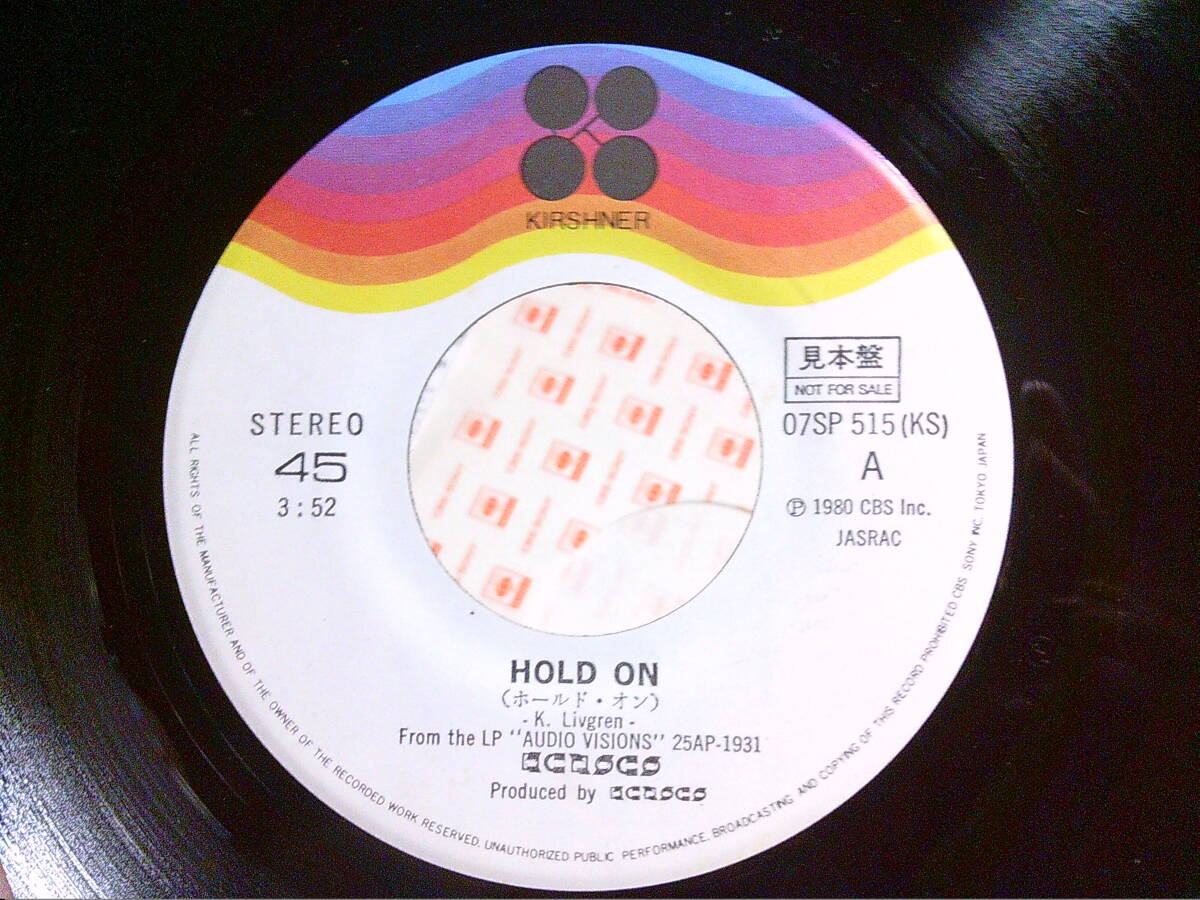 KIRSHNER
STEREO
45
3:52
見本盤
NOT FOR SALE
07SP 515(KS)
A
Ⓟ 1980 CBS Inc.
JASRAC
HOLD ON
(ホールド・オン)
- K. Livgren -
From the LP "AUDIO VISIONS" 25AP-1931
KANSAS
Produced by KANSAS
ALL RIGHTS OF THE MANUFACTURER AND OF THE OWNER OF THE RECORDED WORK RESERVED. UNAUTHORIZED PUBLIC PERFORMANCE. BROADCASTING AND COPYING OF THIS RECORD PROHIBITED CBS SONY INC. TOKYO JAPAN